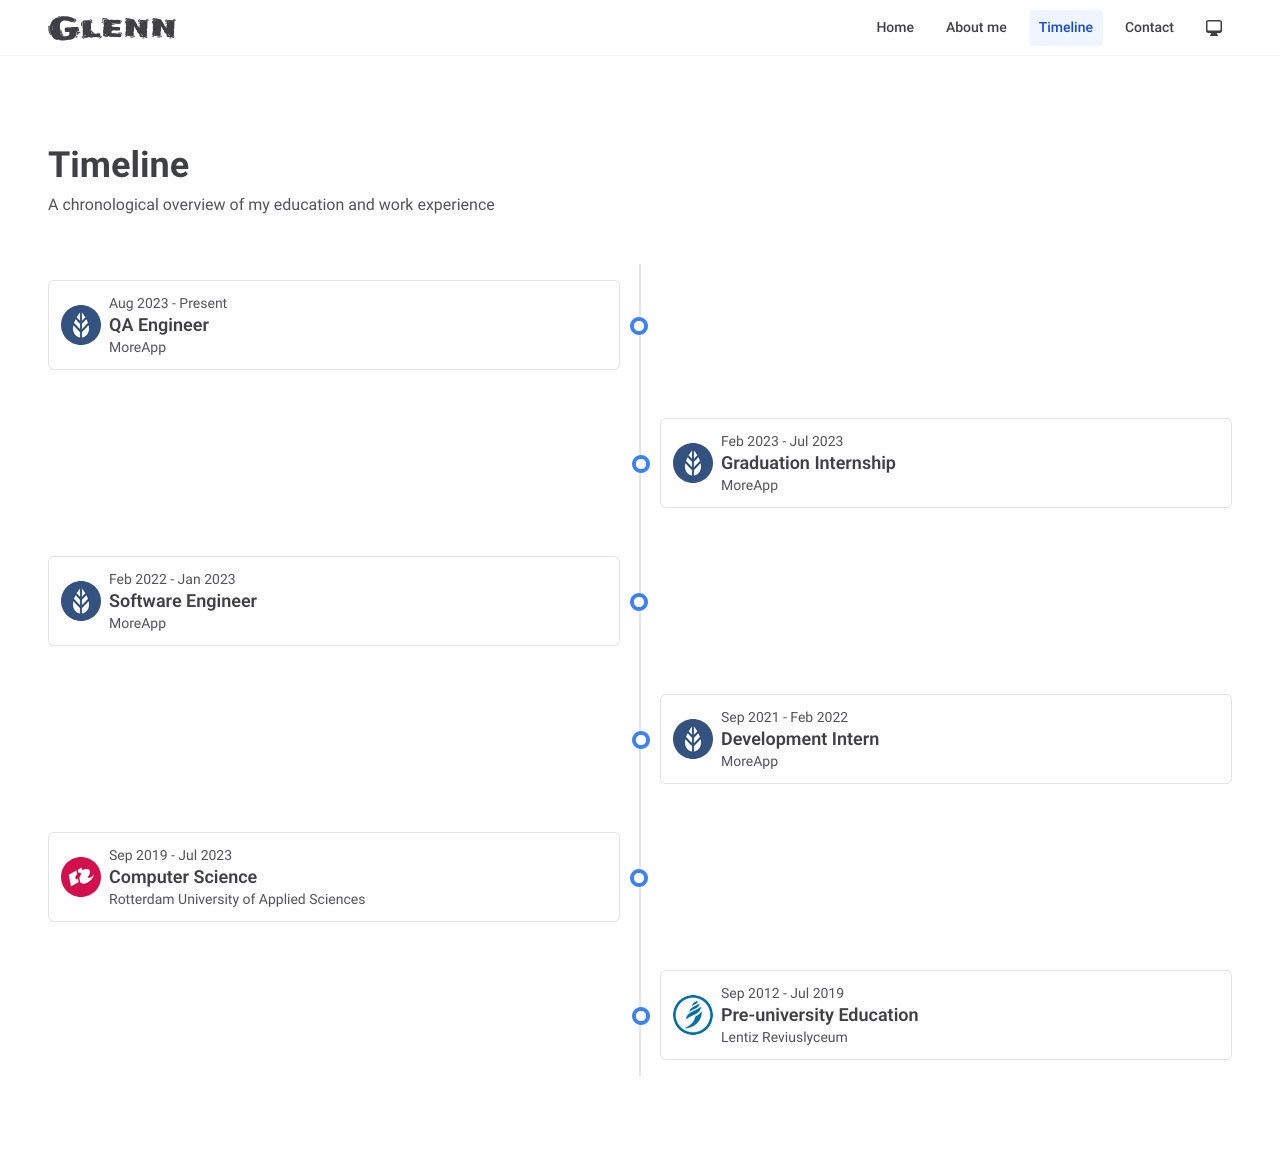 GLENN
Home
About me
Timeline
Contact
Timeline
A chronological overview of my education and work experience
Aug 2023 - Present
QA Engineer
MoreApp
Feb 2023 - Jul 2023
Graduation Internship
MoreApp
Feb 2022 - Jan 2023
Software Engineer
MoreApp
Sep 2021 - Feb 2022
Development Intern
MoreApp
Sep 2019 - Jul 2023
Computer Science
Rotterdam University of Applied Sciences
Sep 2012 - Jul 2019
Pre-university Education
Lentiz Reviuslyceum